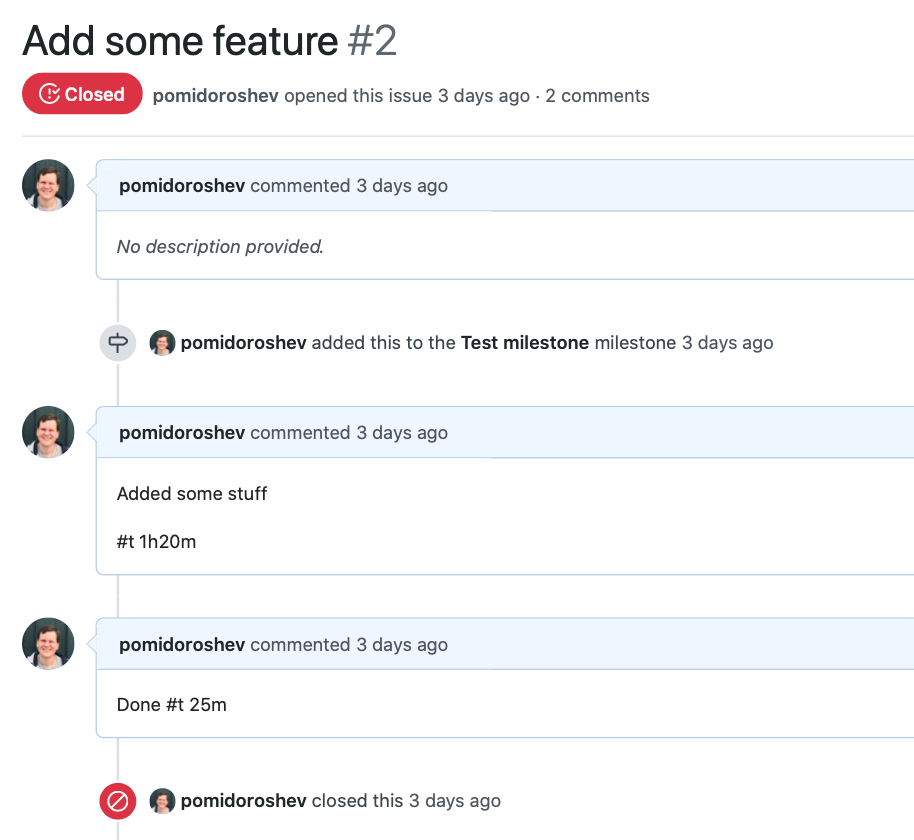 Add some feature #2
Closed pomidoroshev opened this issue 3 days ago · 2 comments
pomidoroshev commented 3 days ago
No description provided.
pomidoroshev added this to the Test milestone milestone 3 days ago
pomidoroshev commented 3 days ago
Added some stuff
#t 1h20m
pomidoroshev commented 3 days ago
Done #t 25m
pomidoroshev closed this 3 days ago